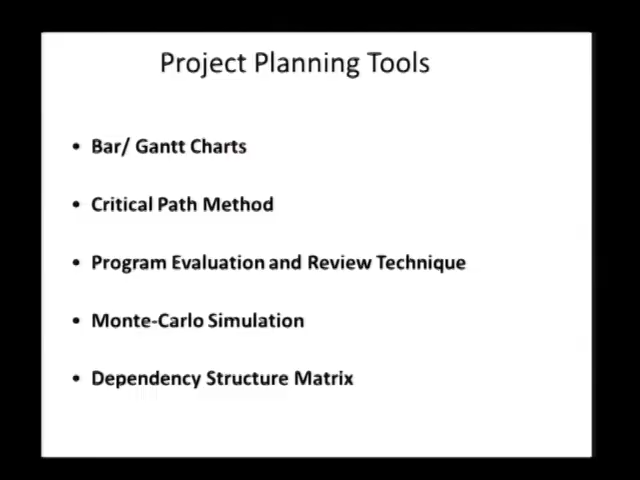 Project Planning Tools
• Bar/ Gantt Charts
• Critical Path Method
• Program Evaluation and Review Technique
• Monte-Carlo Simulation
• Dependency Structure Matrix